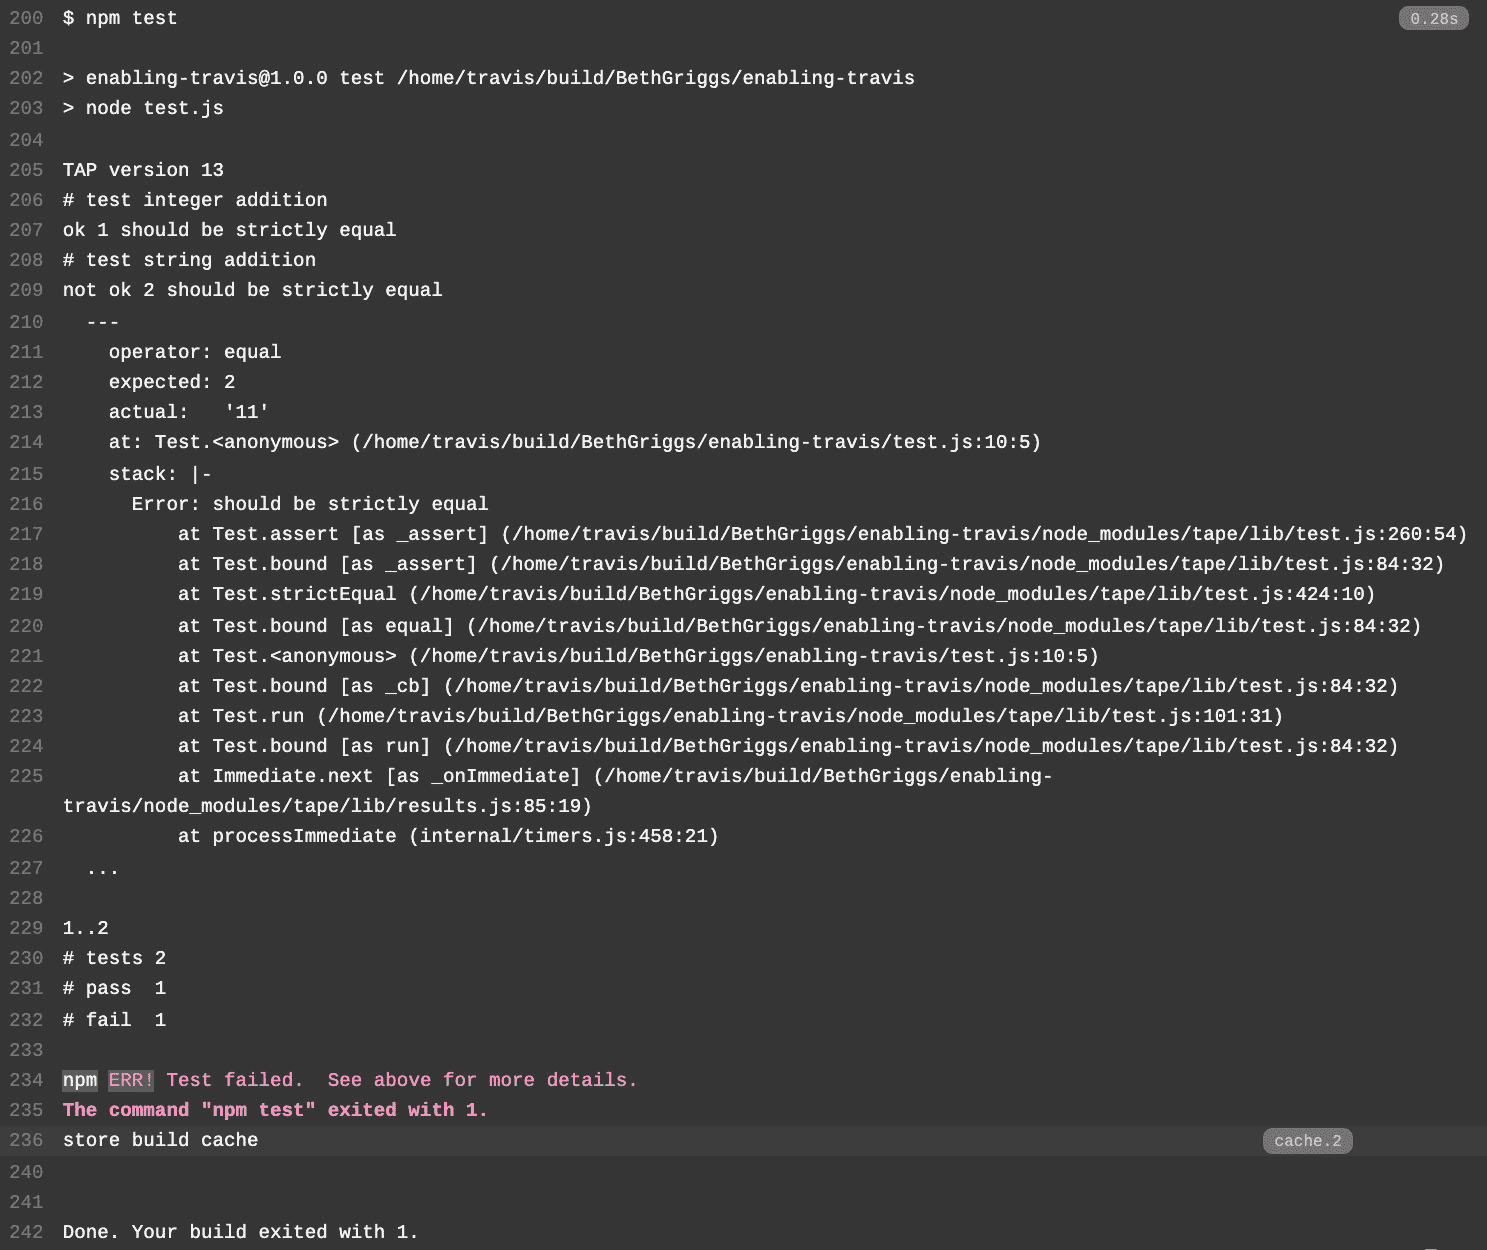 200 $ npm test 0.28s
201
202 > enabling-travis@1.0.0 test /home/travis/build/BethGriggs/enabling-travis
203 > node test.js
204
205 TAP version 13
206 # test integer addition
207 ok 1 should be strictly equal
208 # test string addition
209 not ok 2 should be strictly equal
210   ---
211     operator: equal
212     expected: 2
213     actual:   '11'
214     at: Test.<anonymous> (/home/travis/build/BethGriggs/enabling-travis/test.js:10:5)
215     stack: |-
216       Error: should be strictly equal
217           at Test.assert [as _assert] (/home/travis/build/BethGriggs/enabling-travis/node_modules/tape/lib/test.js:260:54)
218           at Test.bound [as _assert] (/home/travis/build/BethGriggs/enabling-travis/node_modules/tape/lib/test.js:84:32)
219           at Test.strictEqual (/home/travis/build/BethGriggs/enabling-travis/node_modules/tape/lib/test.js:424:10)
220           at Test.bound [as equal] (/home/travis/build/BethGriggs/enabling-travis/node_modules/tape/lib/test.js:84:32)
221           at Test.<anonymous> (/home/travis/build/BethGriggs/enabling-travis/test.js:10:5)
222           at Test.bound [as _cb] (/home/travis/build/BethGriggs/enabling-travis/node_modules/tape/lib/test.js:84:32)
223           at Test.run (/home/travis/build/BethGriggs/enabling-travis/node_modules/tape/lib/test.js:101:31)
224           at Test.bound [as run] (/home/travis/build/BethGriggs/enabling-travis/node_modules/tape/lib/test.js:84:32)
225           at Immediate.next [as _onImmediate] (/home/travis/build/BethGriggs/enabling-
travis/node_modules/tape/lib/results.js:85:19)
226           at processImmediate (internal/timers.js:458:21)
227   ...
228
229 1..2
230 # tests 2
231 # pass  1
232 # fail  1
233
234 npm ERR! Test failed.  See above for more details.
235 The command "npm test" exited with 1.
236 store build cache cache.2
240
241
242 Done. Your build exited with 1.